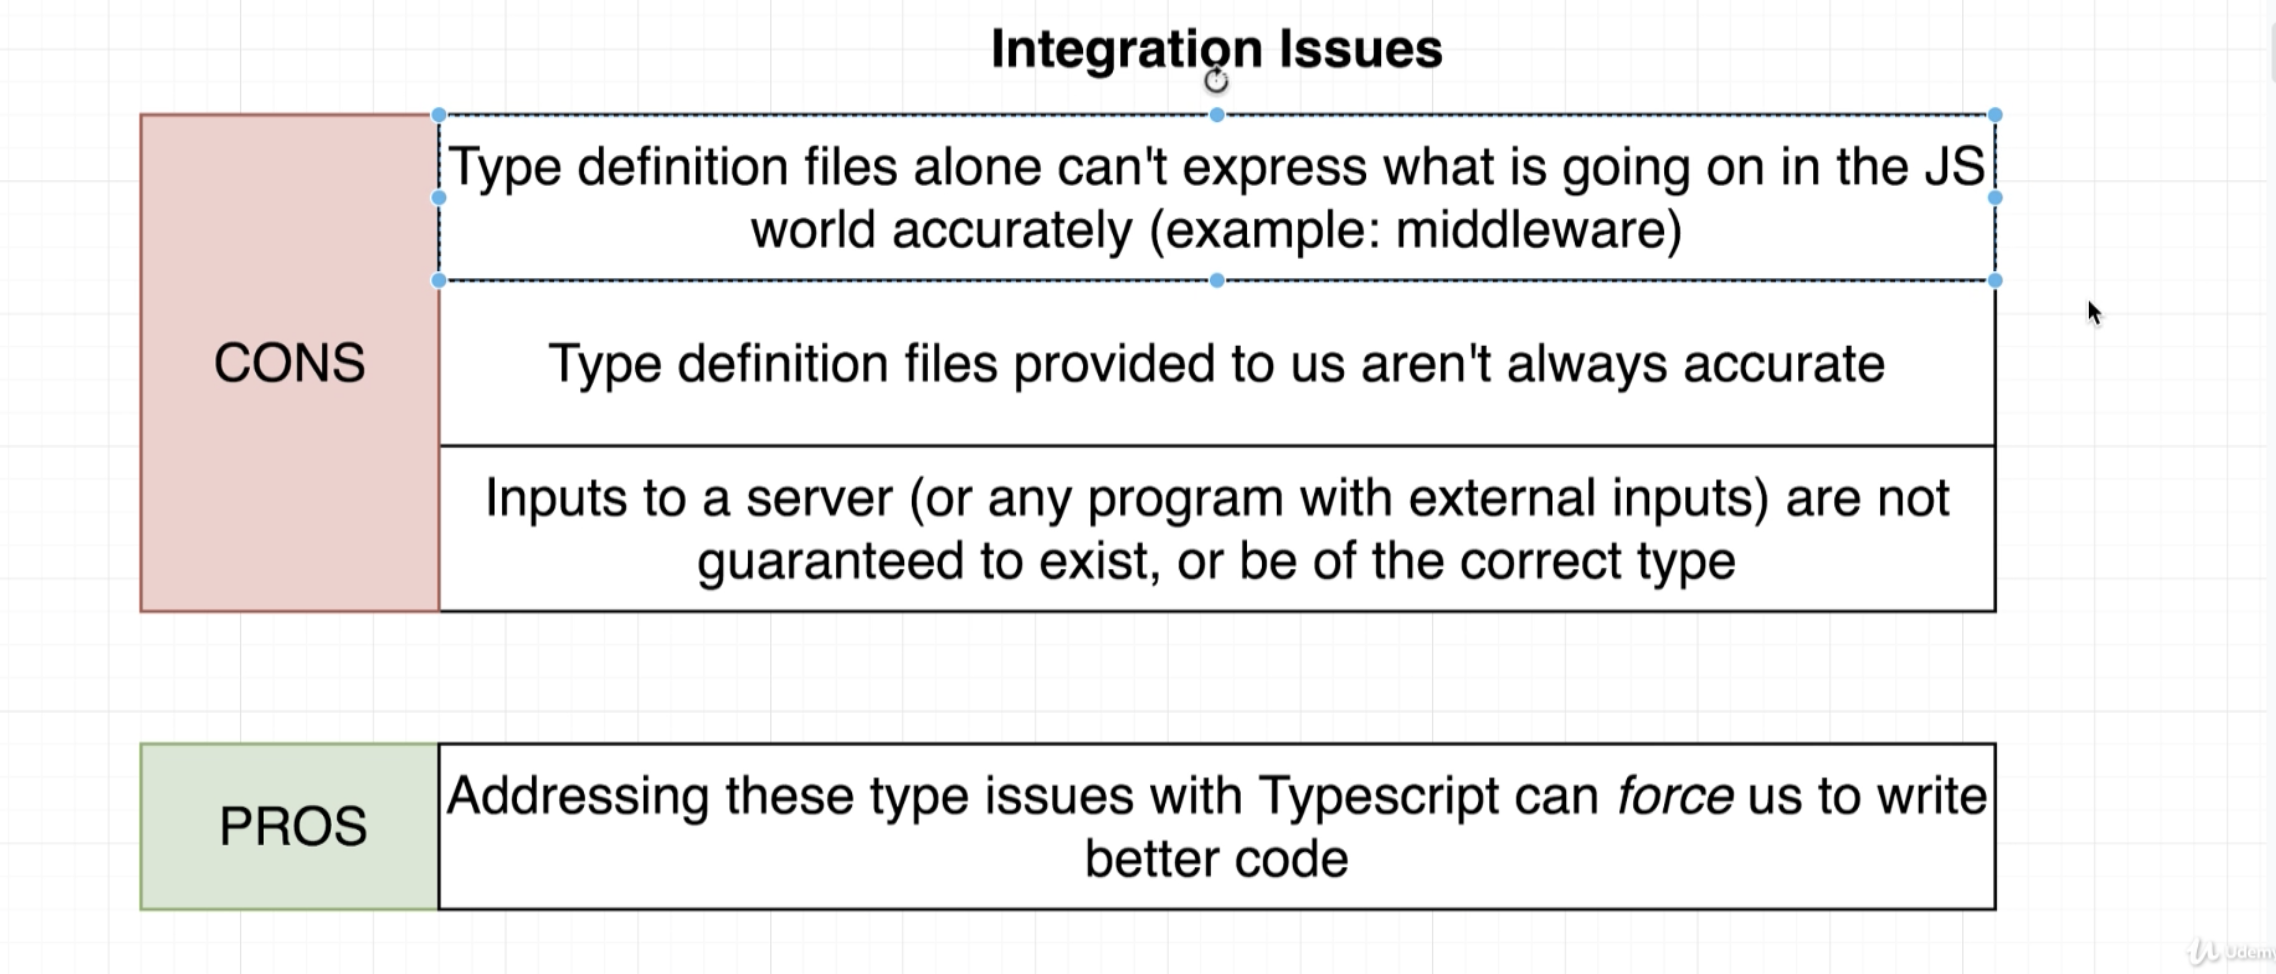 Integration Issues
Type definition files alone can't express what is going on in the JS
world accurately (example: middleware)
CONS
Type definition files provided to us aren't always accurate
Inputs to a server (or any program with external inputs) are not
guaranteed to exist, or be of the correct type
PROS
Addressing these type issues with Typescript can force us to write
better code
Udemy